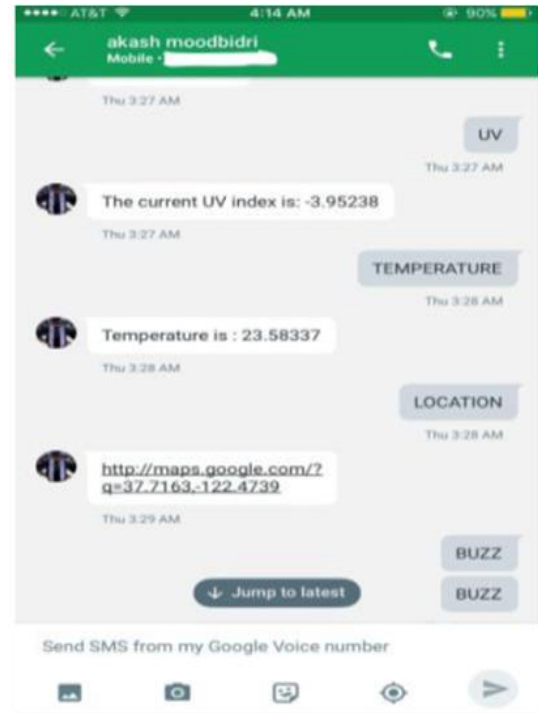 AT&T 4:14 AM 90%
akash moodbidri
Mobile •
Thu 3:27 AM
UV
Thu 3:27 AM
The current UV index is: -3.95238
Thu 3:27 AM
TEMPERATURE
Thu 3:28 AM
Temperature is : 23.58337
Thu 3:28 AM
LOCATION
Thu 3:28 AM
http://maps.google.com/?
q=37.7163,-122.4739
Thu 3:29 AM
BUZZ
Jump to latest
BUZZ
Send SMS from my Google Voice number